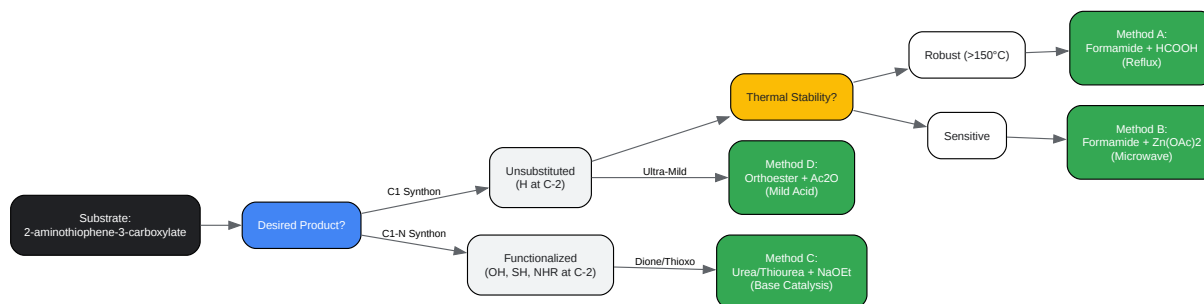 Substrate:
2-aminothiophene-3-carboxylate
Desired Product?
C1 Synthon
C1-N Synthon
Unsubstituted
(H at C-2)
Functionalized
(OH, SH, NHR at C-2)
Ultra-Mild
Dione/Thioxo
Thermal Stability?
Method D:
Orthoester + Ac2O
(Mild Acid)
Method C:
Urea/Thiourea + NaOEt
(Base Catalysis)
Robust (>150°C)
Sensitive
Method A:
Formamide + HCOOH
(Reflux)
Method B:
Formamide + Zn(OAc)2
(Microwave)